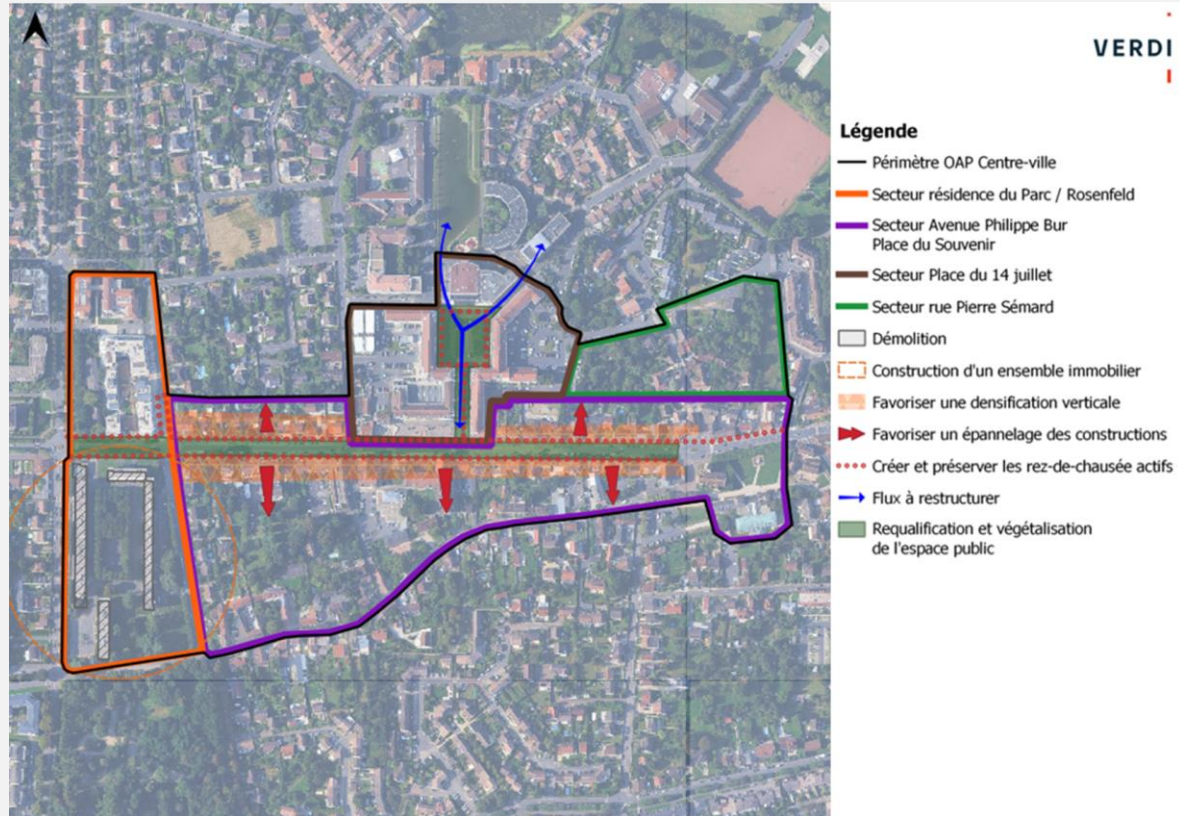 VERDI
Légende
Périmètre OAP Centre-ville
Secteur résidence du Parc / Rosenfeld
Secteur Avenue Philippe Bur
Place du Souvenir
Secteur Place du 14 juillet
Secteur rue Pierre Sémard
Démolition
Construction d'un ensemble immobilier
Favoriser une densification verticale
Favoriser un épannelage des constructions
Créer et préserver les rez-de-chausée actifs
Flux à restructurer
Requalification et végétalisation
de l'espace public